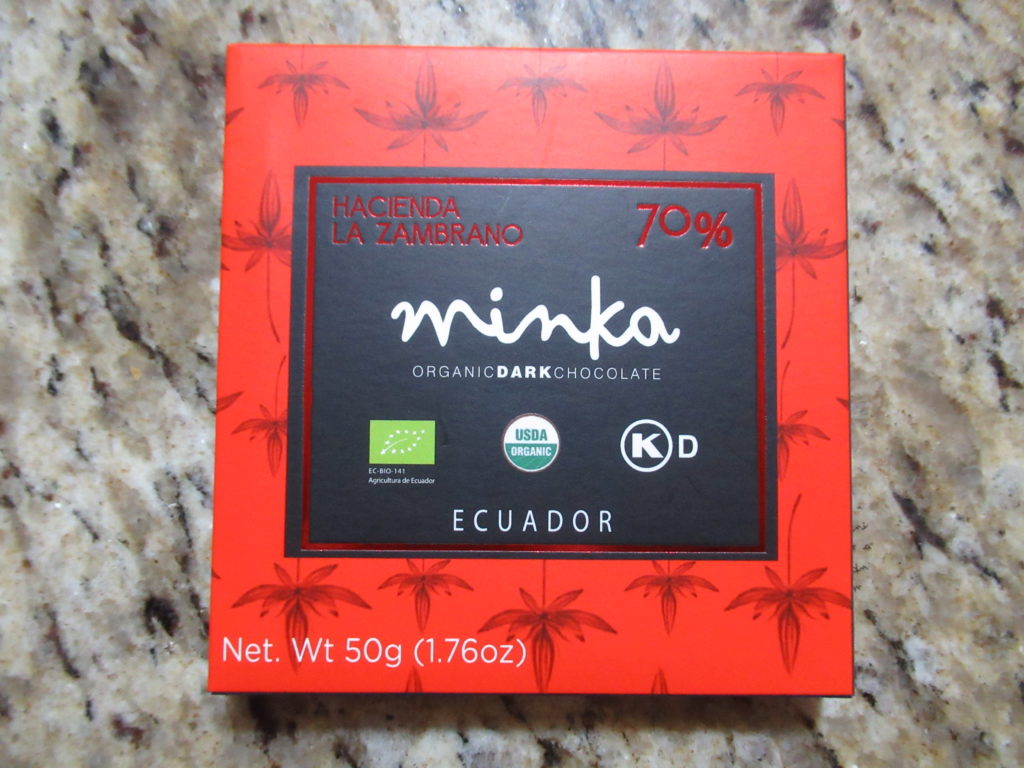 HACIENDA
LA ZAMBRANO
70%
minka
ORGANICDARKCHOCOLATE
EC-BIO-141
Agricultura de Ecuador
USDA
ORGANIC
K D
ECUADOR
Net. Wt 50g (1.76oz)